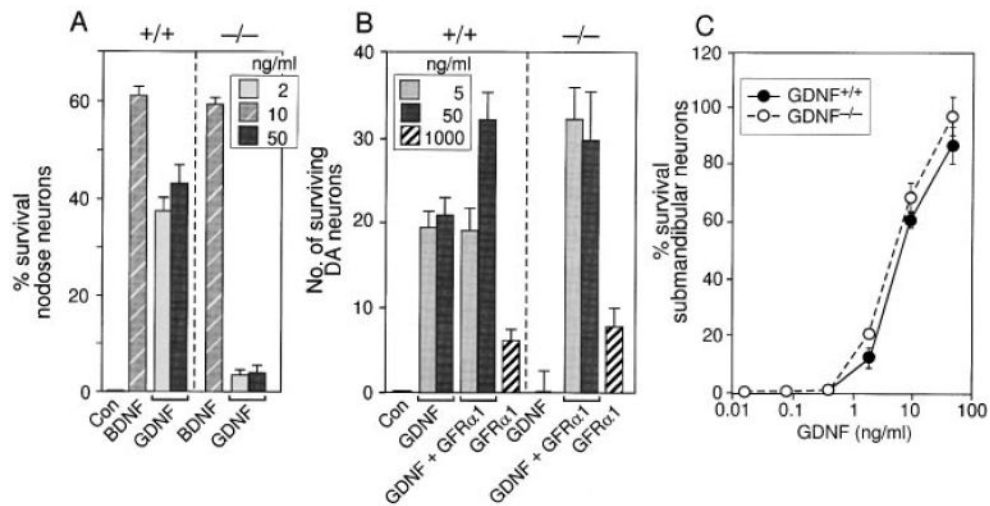 A
+/+
–/–
ng/ml
2
10
50
60
40
20
0
% survival
nodose neurons
Con
BDNF
GDNF
BDNF
GDNF
B
+/+
–/–
ng/ml
5
50
1000
40
30
20
10
0
No. of surviving
DA neurons
Con
GDNF
GDNF + GFRα1
GFRα1
GDNF
GDNF + GFRα1
GFRα1
C
120
100
80
60
40
20
0
% survival
submandibular neurons
GDNF+/+
GDNF–/–
0.01
0.1
1
10
100
GDNF (ng/ml)